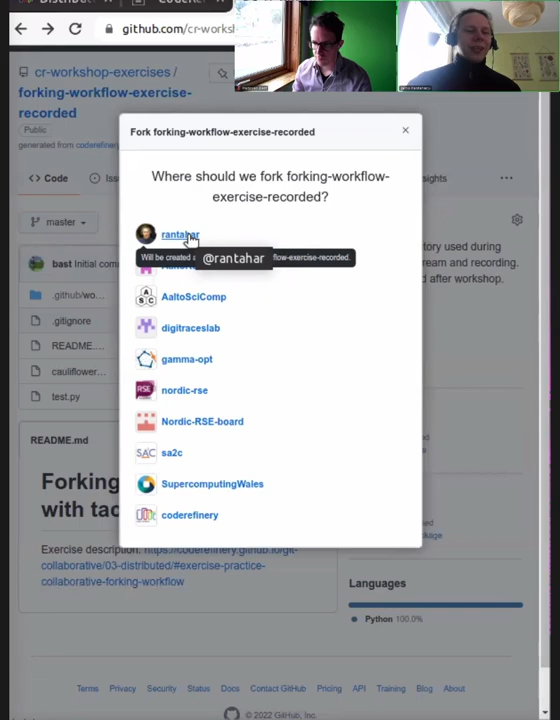 github.com/cr-works
cr-workshop-exercises /
forking-workflow-exercise-
recorded
Public
generated from coderefinery
Code
master
bast Initial com
.github/wo...
.gitignore
README....
cauliflower...
test.py
README.md
Forking
with
Exercise description: https://coderefinery.github.io/git-
collaborative/03-distributed/#exercise-practice-
collaborative-forking-workflow
Fork forking-workflow-exercise-recorded
×
Where should we fork forking-workflow-
exercise-recorded?
rantahar
Will be created
@rantahar
flow-exercise-recorded.
AaltoSciComp
digitraceslab
gamma-opt
nordic-rse
Nordic-RSE-board
sa2c
SupercomputingWales
coderefinery
sights
tory used during
ream and recording.
d after workshop.
Languages
Python 100.0%
Terms Privacy Security Status Docs Contact GitHub Pricing API Training Blog About
© 2022 GitHub, Inc.